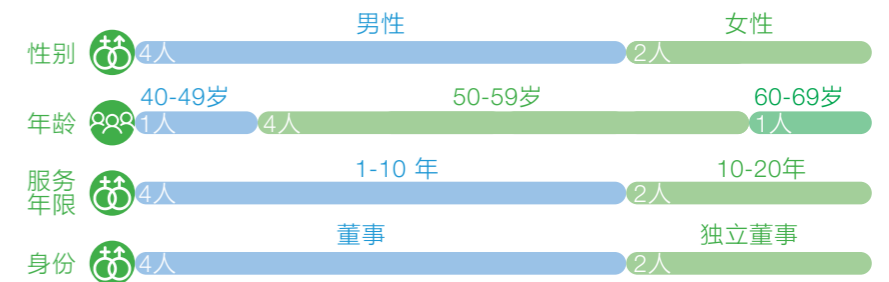 男性 女性
性别 4人 2人
40-49岁 50-59岁 60-69岁
年龄 1人 4人 1人
1-10 年 10-20年
服务
年限 4人 2人
董事 独立董事
身份 4人 2人